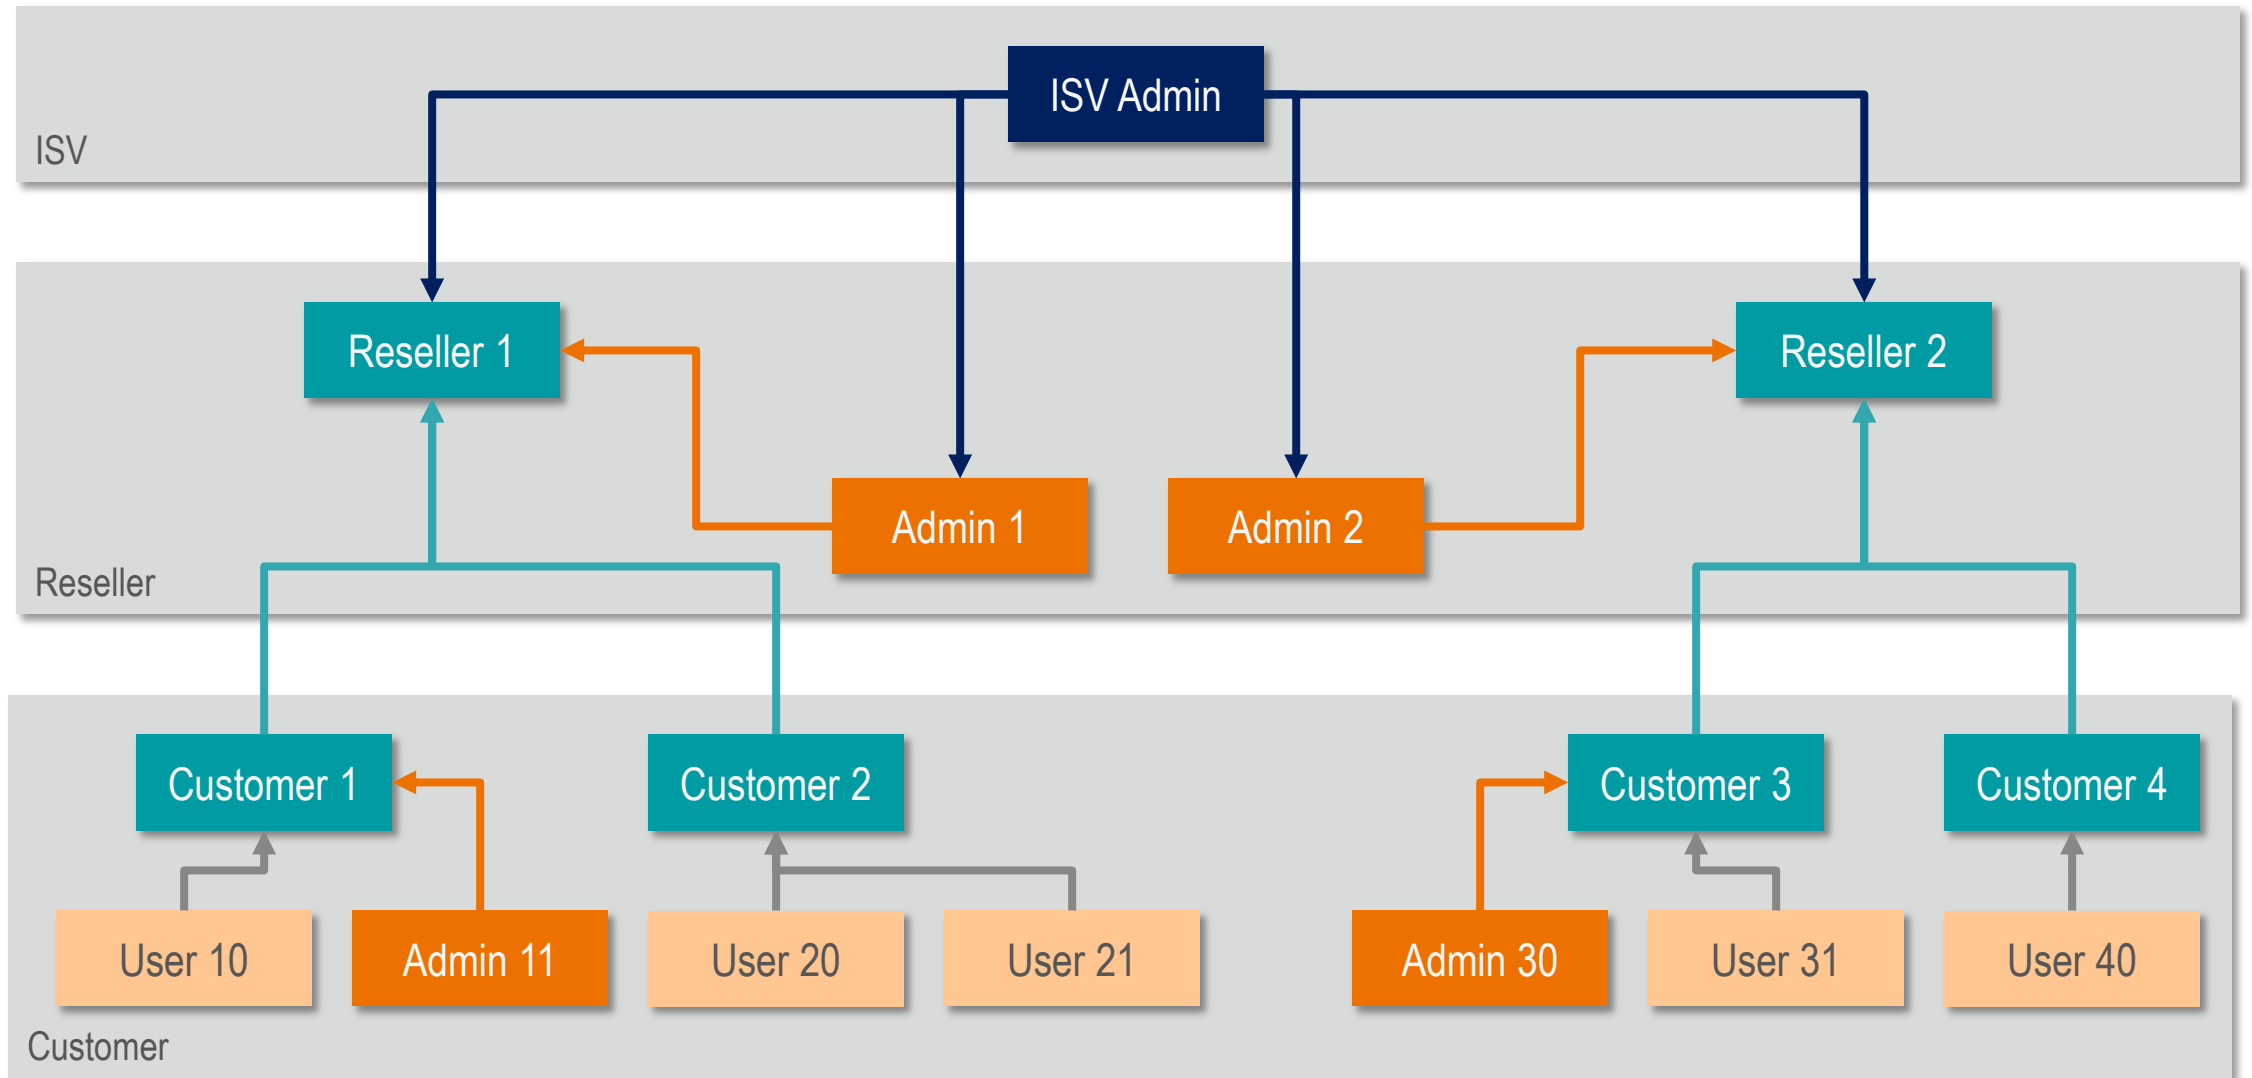 ISV Admin
ISV
Reseller 1
Reseller 2
Admin 1
Admin 2
Reseller
Customer 1
Customer 2
Customer 3
Customer 4
User 10
Admin 11
User 20
User 21
Admin 30
User 31
User 40
Customer